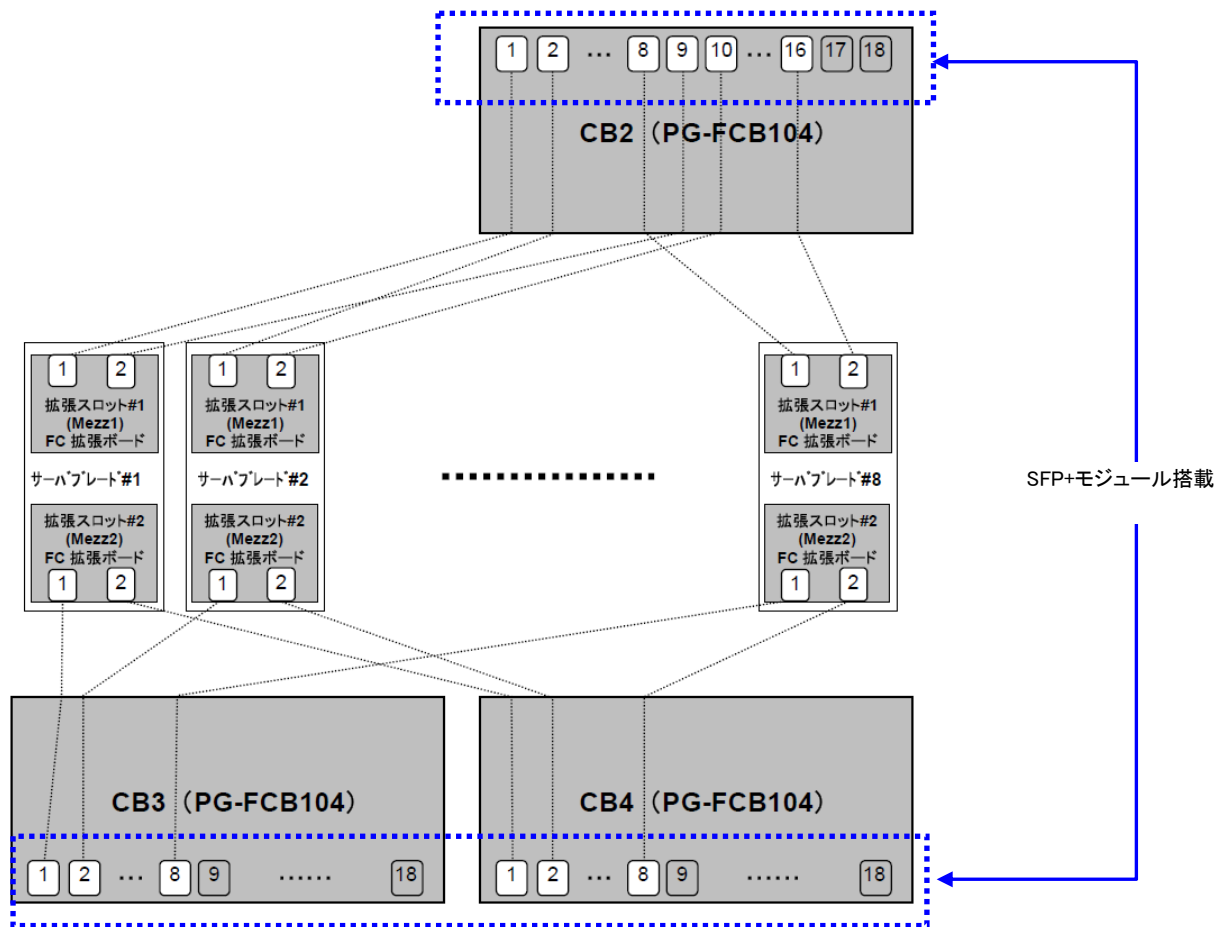 1 2 … 8 9 10 … 16 17 18
CB2（PG-FCB104）
1 2
拡張スロット#1
(Mezz1)
FC 拡張ボード
サーバブレード#1
拡張スロット#2
(Mezz2)
FC 拡張ボード
1 2
1 2
拡張スロット#1
(Mezz1)
FC 拡張ボード
サーバブレード#2
拡張スロット#2
(Mezz2)
FC 拡張ボード
1 2
1 2
拡張スロット#1
(Mezz1)
FC 拡張ボード
サーバブレード#8
拡張スロット#2
(Mezz2)
FC 拡張ボード
1 2
SFP+モジュール搭載
CB3（PG-FCB104）
1 2 … 8 9 …… 18
CB4（PG-FCB104）
1 2 … 8 9 …… 18